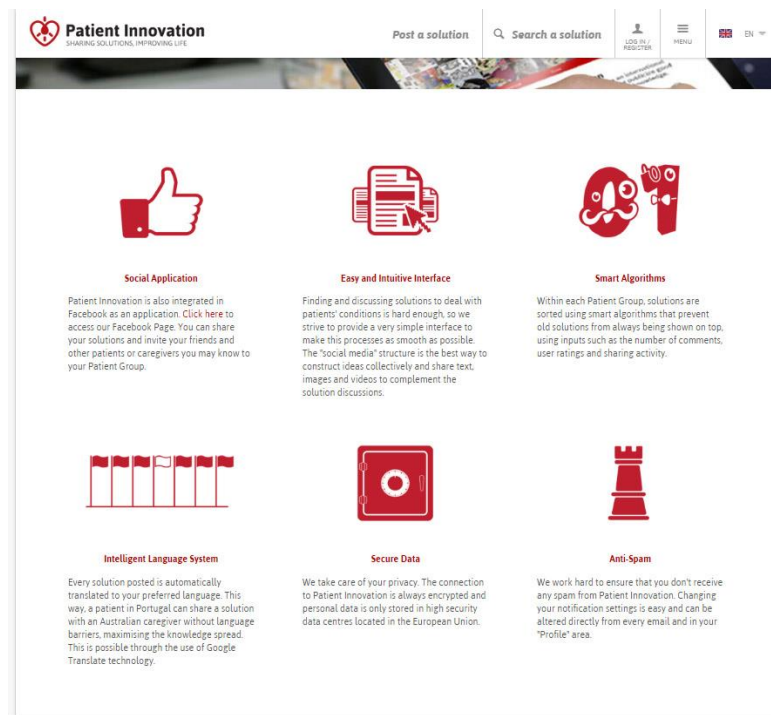 Patient Innovation
SHARING SOLUTIONS, IMPROVING LIFE
Post a solution
Search a solution
LOG IN /
REGISTER
MENU
EN
an international
Social Application
Patient Innovation is also integrated in
Facebook as an application. Click here to
access our Facebook Page. You can share
your solutions and invite your friends and
other patients or caregivers you may know to
your Patient Group.
Easy and Intuitive Interface
Finding and discussing solutions to deal with
patients' conditions is hard enough, so we
strive to provide a very simple interface to
make this processes as smooth as possible.
The "social media" structure is the best way to
construct ideas collectively and share text,
images and videos to complement the
solution discussions.
Smart Algorithms
Within each Patient Group, solutions are
sorted using smart algorithms that prevent
old solutions from always being shown on top,
using inputs such as the number of comments,
user ratings and sharing activity.
Intelligent Language System
Every solution posted is automatically
translated to your preferred language. This
way, a patient in Portugal can share a solution
with an Australian caregiver without language
barriers, maximising the knowledge spread.
This is possible through the use of Google
Translate technology.
Secure Data
We take care of your privacy. The connection
to Patient Innovation is always encrypted and
personal data is only stored in high security
data centres located in the European Union.
Anti-Spam
We work hard to ensure that you don't receive
any spam from Patient Innovation. Changing
your notification settings is easy and can be
altered directly from every email and in your
"Profile" area.